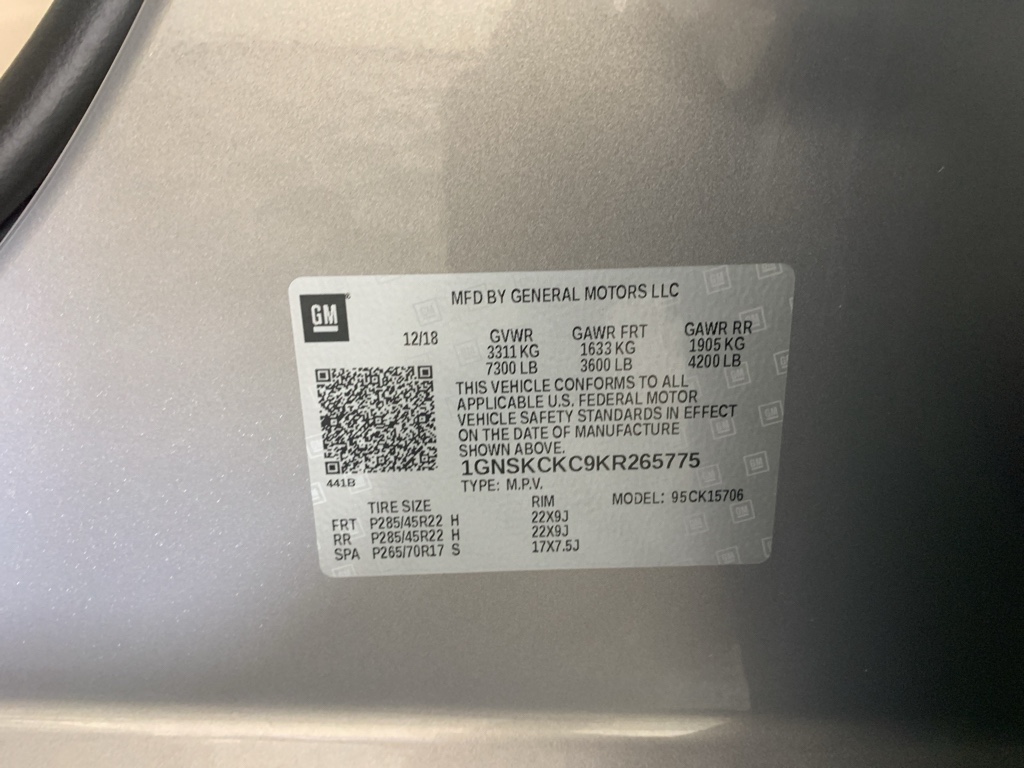 GM
MFD BY GENERAL MOTORS LLC
12/18 GVWR GAWR FRT GAWR RR
3311 KG 1633 KG 1905 KG
7300 LB 3600 LB 4200 LB
THIS VEHICLE CONFORMS TO ALL
APPLICABLE U.S. FEDERAL MOTOR
VEHICLE SAFETY STANDARDS IN EFFECT
ON THE DATE OF MANUFACTURE
SHOWN ABOVE.
1GNSKCKC9KR265775
441B
TYPE: M.P.V.
TIRE SIZE RIM MODEL: 95CK15706
FRT P285/45R22 H 22X9J
RR P285/45R22 H 22X9J
SPA P265/70R17 S 17X7.5J